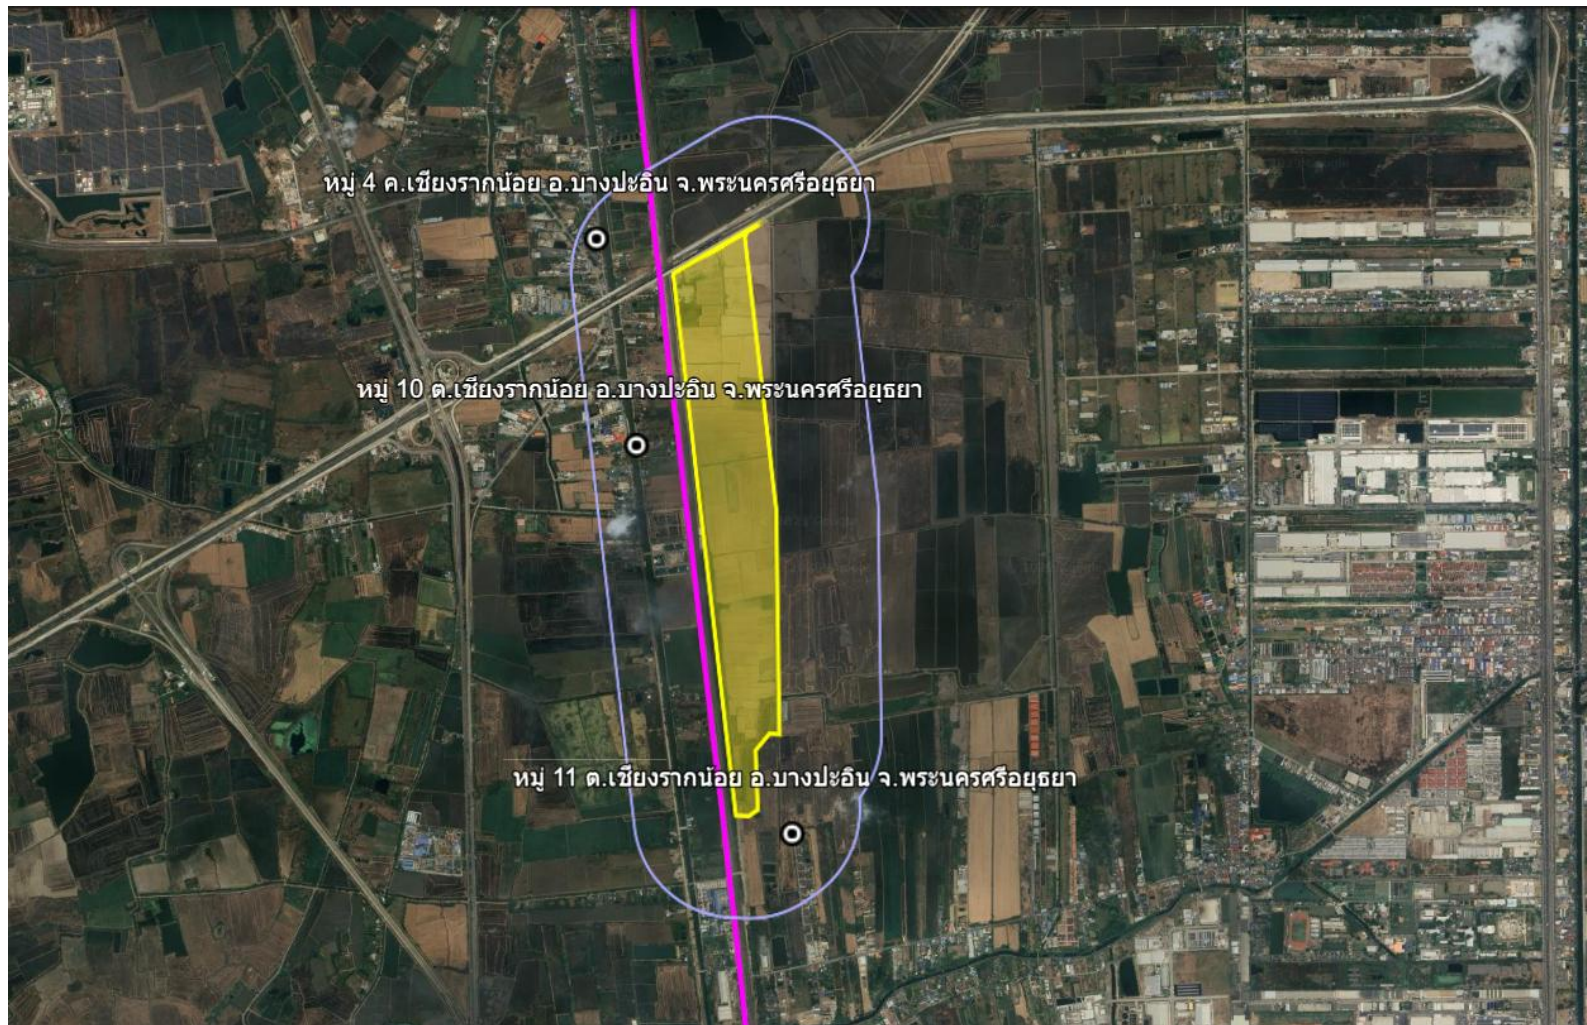 หมู่ 4 ค.เชียงรากน้อย อ.บางปะอิน จ.พระนครศรีอยุธยา
หมู่ 10 ต.เชียงรากน้อย อ.บางปะอิน จ.พระนครศรีอยุธยา
หมู่ 11 ต.เชียงรากน้อย อ.บางปะอิน จ.พระนครศรีอยุธยา